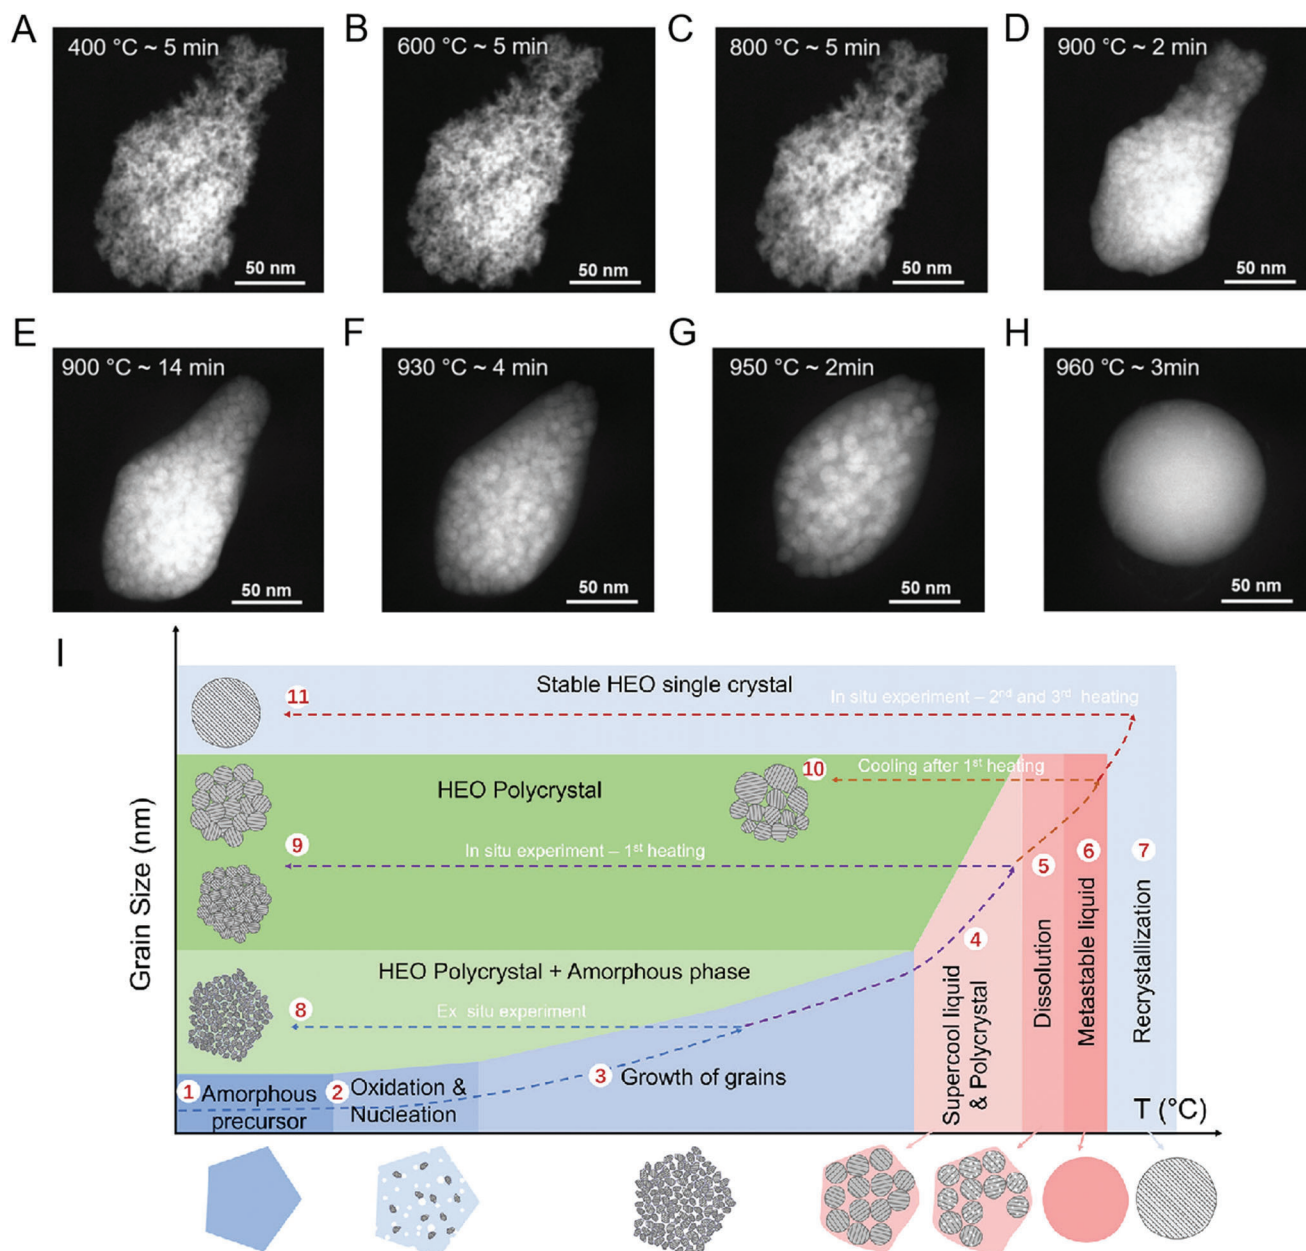 A
400 °C ~ 5 min
50 nm
B
600 °C ~ 5 min
50 nm
C
800 °C ~ 5 min
50 nm
D
900 °C ~ 2 min
50 nm
E
900 °C ~ 14 min
50 nm
F
930 °C ~ 4 min
50 nm
G
950 °C ~ 2min
50 nm
H
960 °C ~ 3min
50 nm
I
Grain Size (nm)
Stable HEO single crystal
11
In situ experiment – 2nd and 3rd heating
10
Cooling after 1st heating
HEO Polycrystal
9
In situ experiment – 1st heating
HEO Polycrystal + Amorphous phase
8
Ex situ experiment
1
Amorphous
precursor
2
Oxidation &
Nucleation
3
Growth of grains
4
Supercool liquid
& Polycrystal
5
Dissolution
6
Metastable liquid
7
Recrystallization
T (°C)